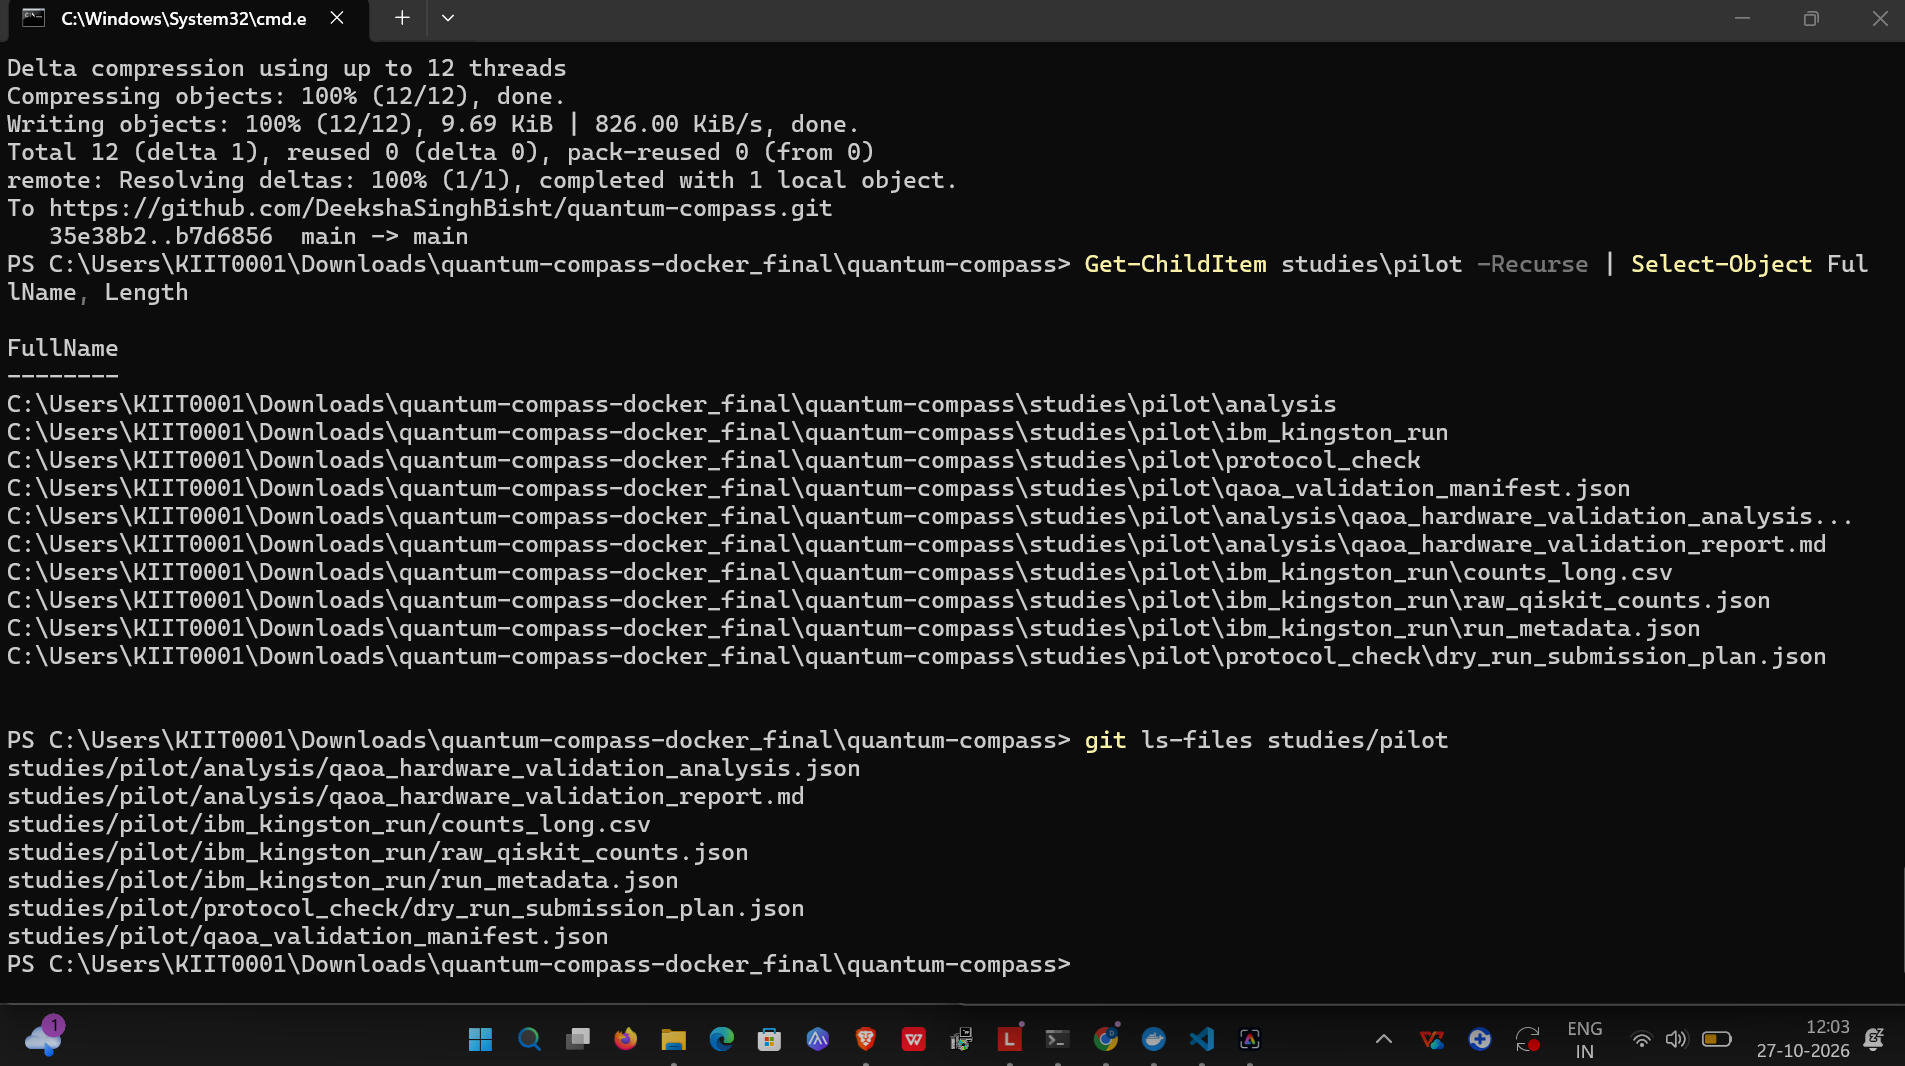 C:\Windows\System32\cmd.e
Delta compression using up to 12 threads
Compressing objects: 100% (12/12), done.
Writing objects: 100% (12/12), 9.69 KiB | 826.00 KiB/s, done.
Total 12 (delta 1), reused 0 (delta 0), pack-reused 0 (from 0)
remote: Resolving deltas: 100% (1/1), completed with 1 local object.
To https://github.com/DeekshaSinghBisht/quantum-compass.git
   35e38b2..b7d6856  main -> main
PS C:\Users\KIIT0001\Downloads\quantum-compass-docker_final\quantum-compass> Get-ChildItem studies\pilot -Recurse | Select-Object Ful
lName, Length
FullName
--------
C:\Users\KIIT0001\Downloads\quantum-compass-docker_final\quantum-compass\studies\pilot\analysis
C:\Users\KIIT0001\Downloads\quantum-compass-docker_final\quantum-compass\studies\pilot\ibm_kingston_run
C:\Users\KIIT0001\Downloads\quantum-compass-docker_final\quantum-compass\studies\pilot\protocol_check
C:\Users\KIIT0001\Downloads\quantum-compass-docker_final\quantum-compass\studies\pilot\qaoa_validation_manifest.json
C:\Users\KIIT0001\Downloads\quantum-compass-docker_final\quantum-compass\studies\pilot\analysis\qaoa_hardware_validation_analysis...
C:\Users\KIIT0001\Downloads\quantum-compass-docker_final\quantum-compass\studies\pilot\analysis\qaoa_hardware_validation_report.md
C:\Users\KIIT0001\Downloads\quantum-compass-docker_final\quantum-compass\studies\pilot\ibm_kingston_run\counts_long.csv
C:\Users\KIIT0001\Downloads\quantum-compass-docker_final\quantum-compass\studies\pilot\ibm_kingston_run\raw_qiskit_counts.json
C:\Users\KIIT0001\Downloads\quantum-compass-docker_final\quantum-compass\studies\pilot\ibm_kingston_run\run_metadata.json
C:\Users\KIIT0001\Downloads\quantum-compass-docker_final\quantum-compass\studies\pilot\protocol_check\dry_run_submission_plan.json
PS C:\Users\KIIT0001\Downloads\quantum-compass-docker_final\quantum-compass> git ls-files studies/pilot
studies/pilot/analysis/qaoa_hardware_validation_analysis.json
studies/pilot/analysis/qaoa_hardware_validation_report.md
studies/pilot/ibm_kingston_run/counts_long.csv
studies/pilot/ibm_kingston_run/raw_qiskit_counts.json
studies/pilot/ibm_kingston_run/run_metadata.json
studies/pilot/protocol_check/dry_run_submission_plan.json
studies/pilot/qaoa_validation_manifest.json
PS C:\Users\KIIT0001\Downloads\quantum-compass-docker_final\quantum-compass>
1
ENG
IN
12:03
27-10-2026